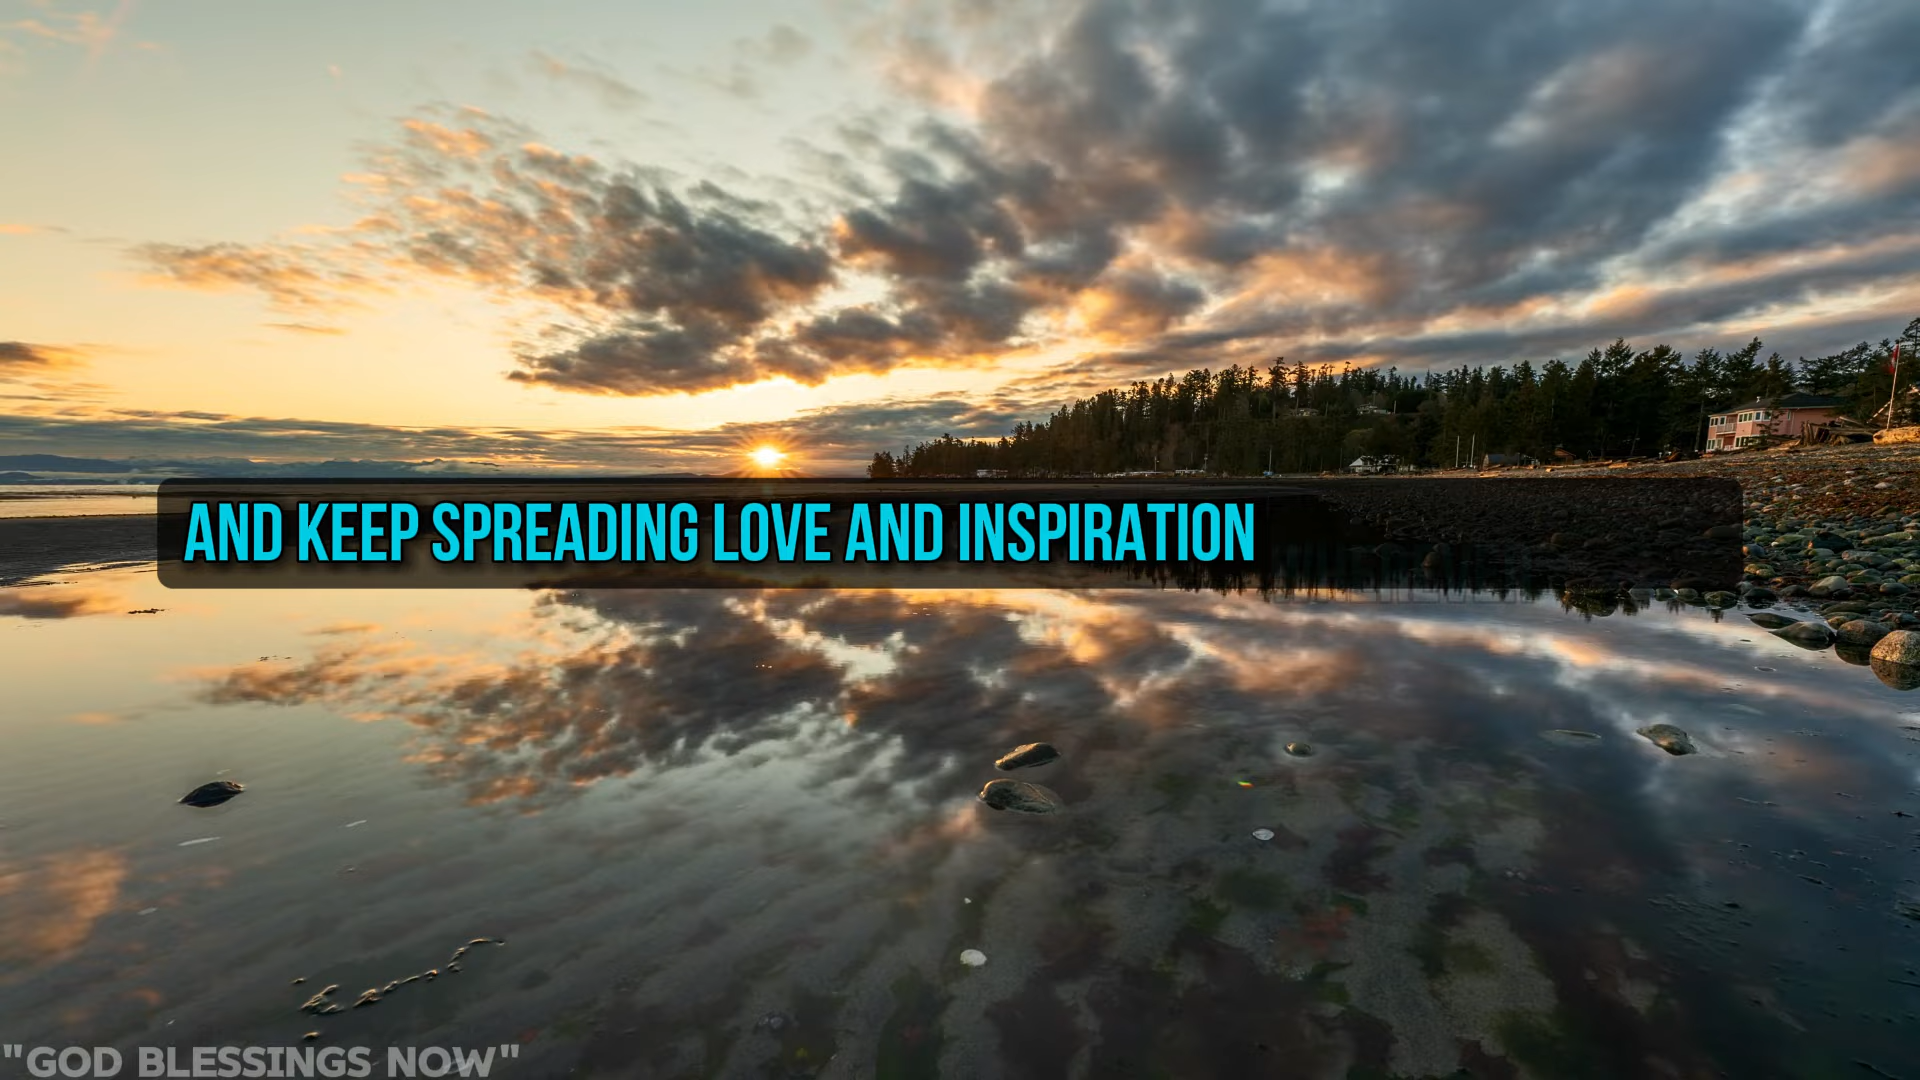 AND KEEP SPREADING LOVE AND INSPIRATION
"GOD BLESSINGS NOW"